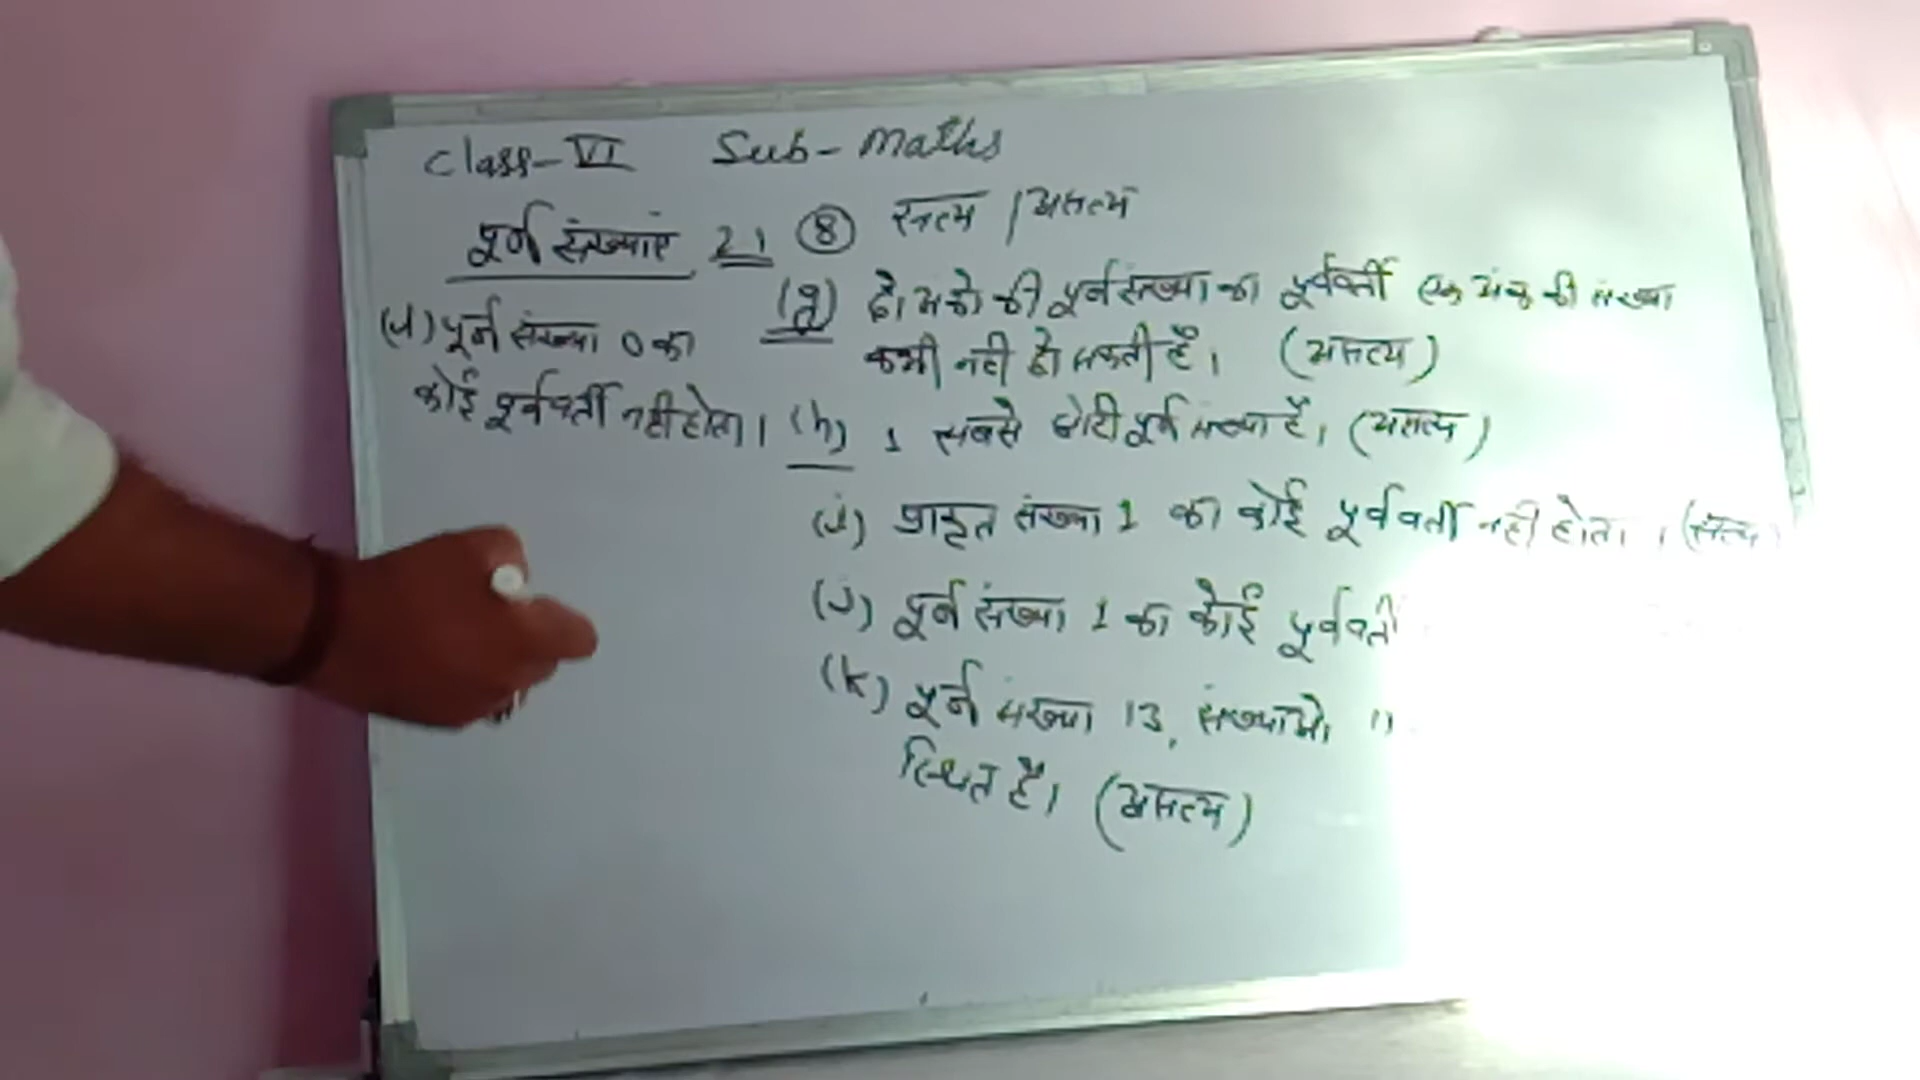 Class-VI Sub-Maths
पूर्ण संख्याएं 2.1 (8) सत्य / असत्य
(g) दो अंको की पूर्ण संख्या का पूर्ववर्ती एक अंक की संख्या
कभी नही हो सकती है। (असत्य)
(h) 1 सबसे छोटी पूर्ण संख्या है। (असत्य)
(i) प्राकृत संख्या 1 का कोई पूर्ववर्ती नही होता। (सत्य)
(j) पूर्ण संख्या 1 का कोई पूर्ववर्ती
(k) पूर्ण संख्या 13, संख्याओ 11
स्थित है। (असत्य)
पूर्ण संख्या 0 का
कोई पूर्ववर्ती नही होता।